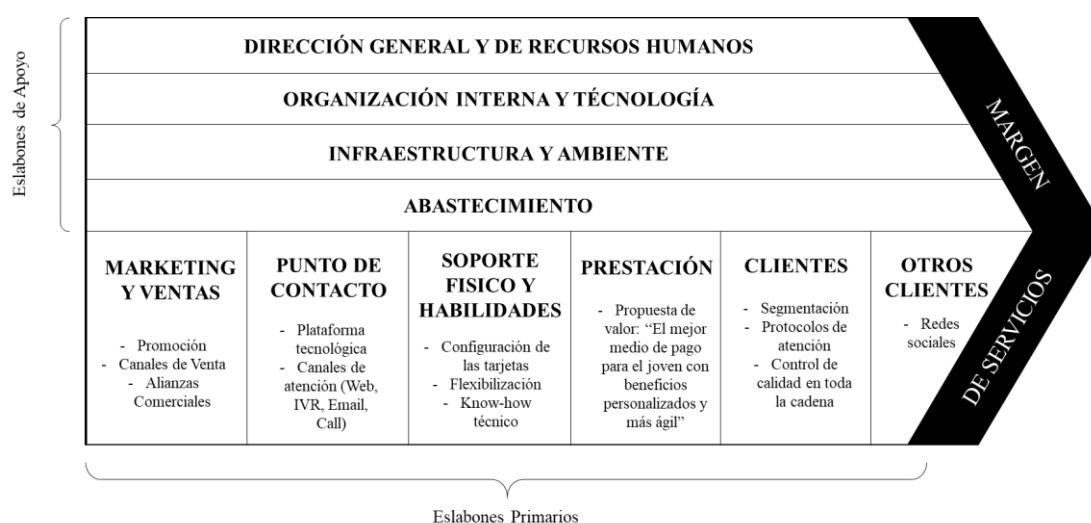 Eslabones de Apoyo
DIRECCIÓN GENERAL Y DE RECURSOS HUMANOS
ORGANIZACIÓN INTERNA Y TÉCNOLOGÍA
INFRAESTRUCTURA Y AMBIENTE
ABASTECIMIENTO
MARKETING
Y VENTAS
- Promoción
- Canales de Venta
- Alianzas
Comerciales
PUNTO DE
CONTACTO
- Plataforma
tecnológica
- Canales de
atención (Web,
IVR, Email,
Call)
SOPORTE
FISICO Y
HABILIDADES
- Configuración de
las tarjetas
- Flexibilización
- Know-how
técnico
PRESTACIÓN
- Propuesta de
valor: “El mejor
medio de pago
para el joven con
beneficios
personalizados y
más ágil”
CLIENTES
- Segmentación
- Protocolos de
atención
- Control de
calidad en toda
la cadena
OTROS
CLIENTES
- Redes
sociales
MARGEN
DE SERVICIOS
Eslabones Primarios